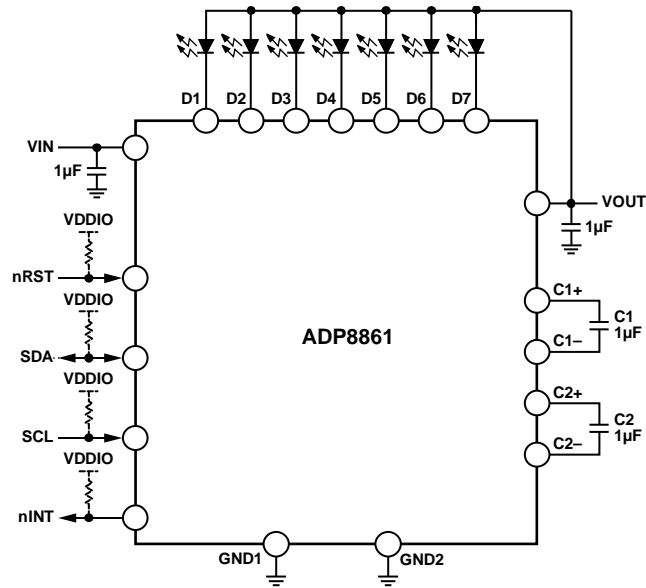 D1 D2 D3 D4 D5 D6 D7
VIN
1µF
VOUT
1µF
VDDIO
nRST
C1+
C1
1µF
C1–
VDDIO
SDA
ADP8861
VDDIO
SCL
C2+
C2
1µF
C2–
VDDIO
nINT
GND1
GND2